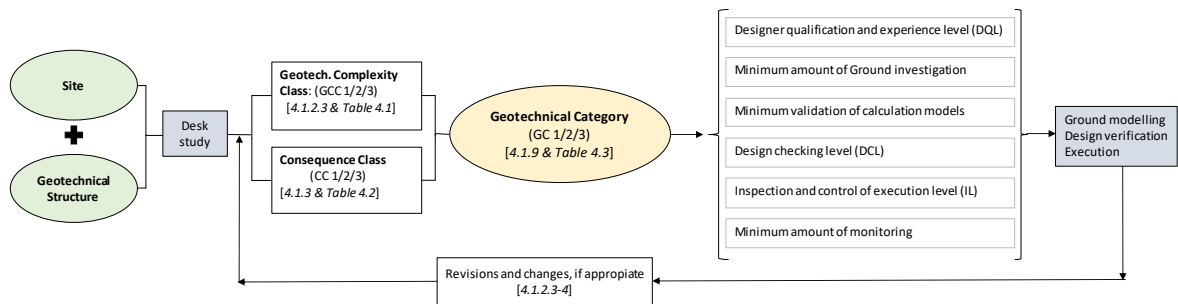 Site
Geotechnical
Structure
Desk
study
Geotech. Complexity
Class: (GCC 1/2/3)
[4.1.2.3 & Table 4.1]
Consequence Class
(CC 1/2/3)
[4.1.3 & Table 4.2]
Geotechnical Category
(GC 1/2/3)
[4.1.9 & Table 4.3]
Designer qualification and experience level (DQL)
Minimum amount of Ground investigation
Minimum validation of calculation models
Design checking level (DCL)
Inspection and control of execution level (IL)
Minimum amount of monitoring
Ground modelling
Design verification
Execution
Revisions and changes, if appropiate
[4.1.2.3-4]